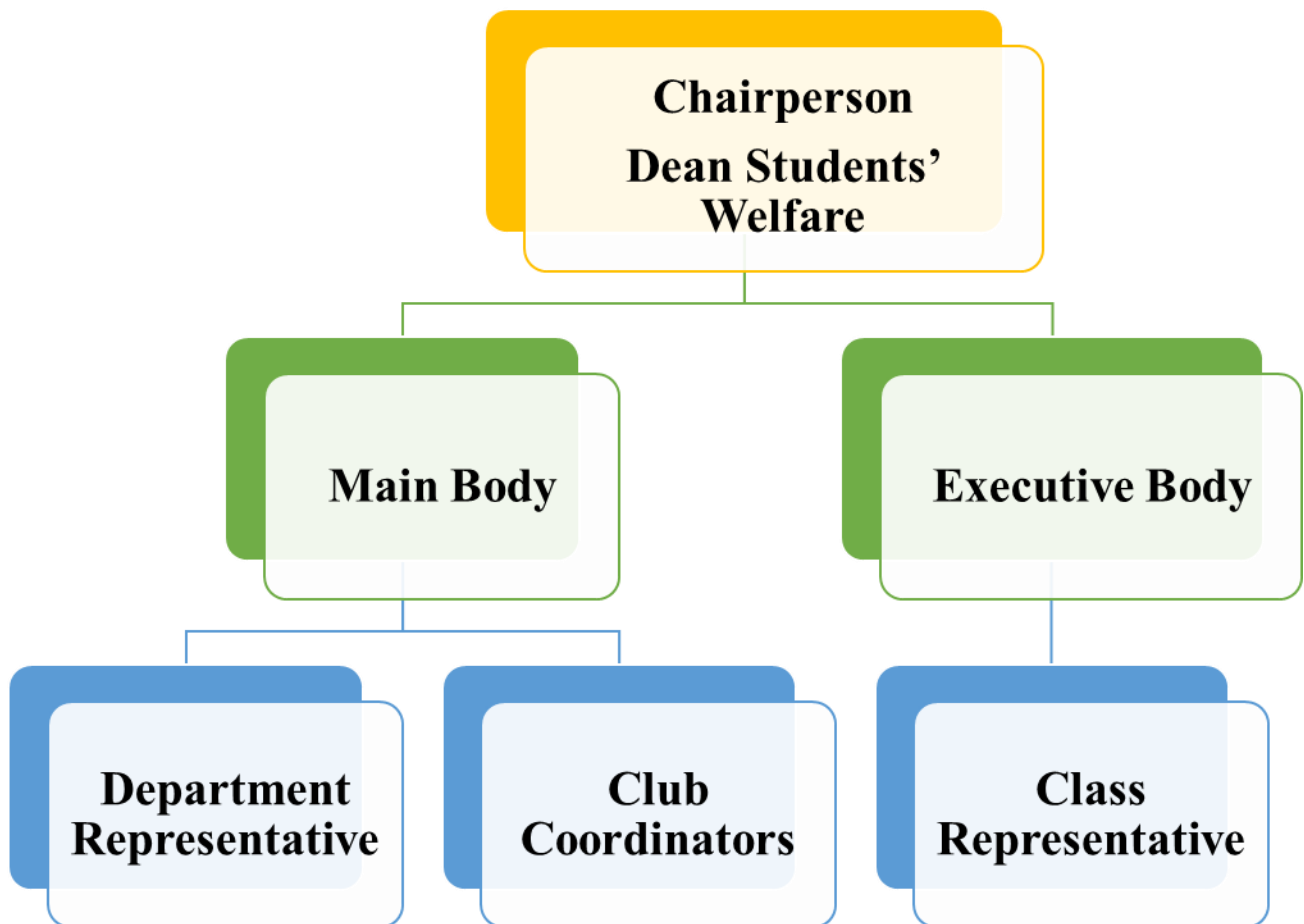 Chairperson
Dean Students’
Welfare
Main Body
Executive Body
Department
Representative
Club
Coordinators
Class
Representative